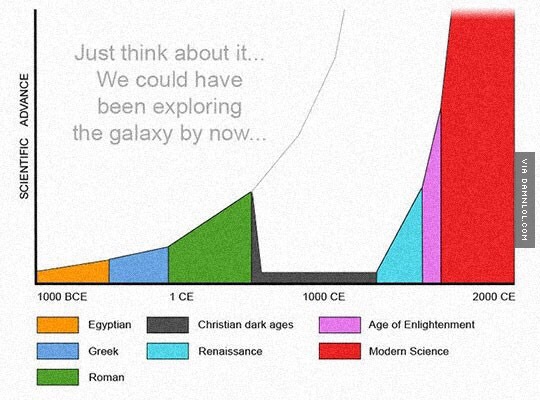 Just think about it...
We could have
been exploring
the galaxy by now...
SCIENTIFIC ADVANCE
VIA DAMNLOL.COM
1000 BCE 1 CE 1000 CE 2000 CE
Egyptian Christian dark ages Age of Enlightenment
Greek Renaissance Modern Science
Roman